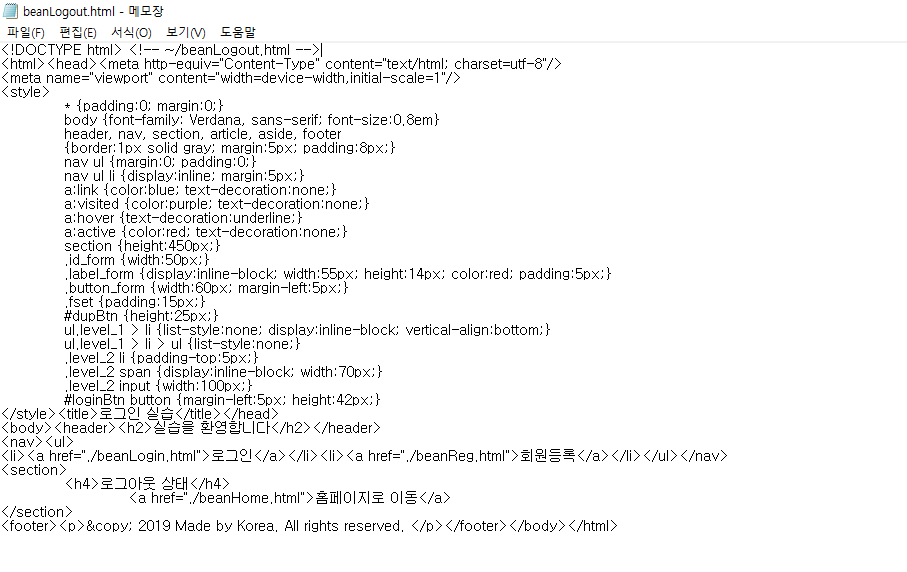 beanLogout.html - 메모장
파일(F) 편집(E) 서식(O) 보기(V) 도움말
<!DOCTYPE html> <!-- ~/beanLogout.html -->
<html><head><meta http-equiv="Content-Type" content="text/html; charset=utf-8"/>
<meta name="viewport" content="width=device-width,initial-scale=1"/>
<style>
* {padding:0; margin:0;}
body {font-family: Verdana, sans-serif; font-size:0.8em}
header, nav, section, article, aside, footer
{border:1px solid gray; margin:5px; padding:8px;}
nav ul {margin:0; padding:0;}
nav ul li {display:inline; margin:5px;}
a:link {color:blue; text-decoration:none;}
a:visited {color:purple; text-decoration:none;}
a:hover {text-decoration:underline;}
a:active {color:red; text-decoration:none;}
section {height:450px;}
.id_form {width:50px;}
.label_form {display:inline-block; width:55px; height:14px; color:red; padding:5px;}
.button_form {width:60px; margin-left:5px;}
.fset {padding:15px;}
#dupBtn {height:25px;}
ul.level_1 > li {list-style:none; display:inline-block; vertical-align:bottom;}
ul.level_1 > li > ul {list-style:none;}
.level_2 li {padding-top:5px;}
.level_2 span {display:inline-block; width:70px;}
.level_2 input {width:100px;}
#loginBtn button {margin-left:5px; height:42px;}
</style><title>로그인 실습</title></head>
<body><header><h2>실습을 환영합니다</h2></header>
<nav><ul>
<li><a href="./beanLogin.html">로그인</a></li><li><a href="./beanReg.html">회원등록</a></li></ul></nav>
<section>
<h4>로그아웃 상태</h4>
<a href="./beanHome.html">홈페이지로 이동</a>
</section>
<footer><p>&copy; 2019 Made by Korea. All rights reserved. </p></footer></body></html>